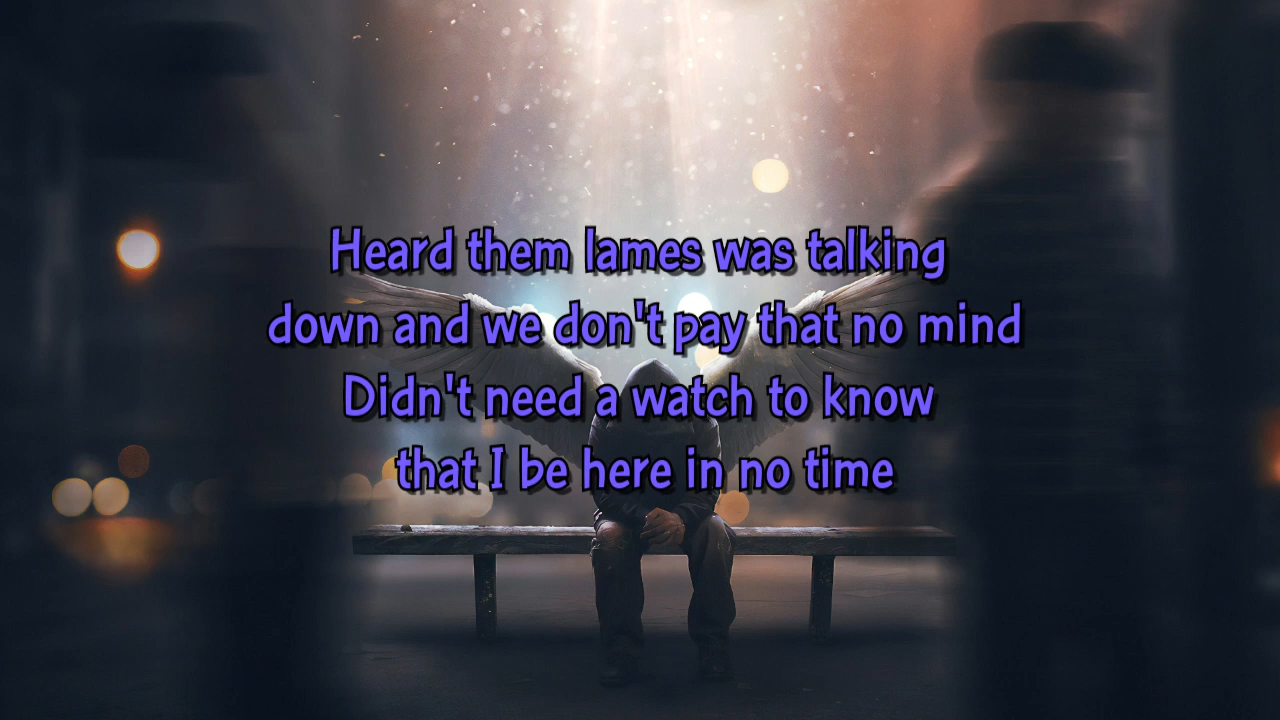 Heard them lames was talking
down and we don't pay that no mind
Didn't need a watch to know
that I be here in no time